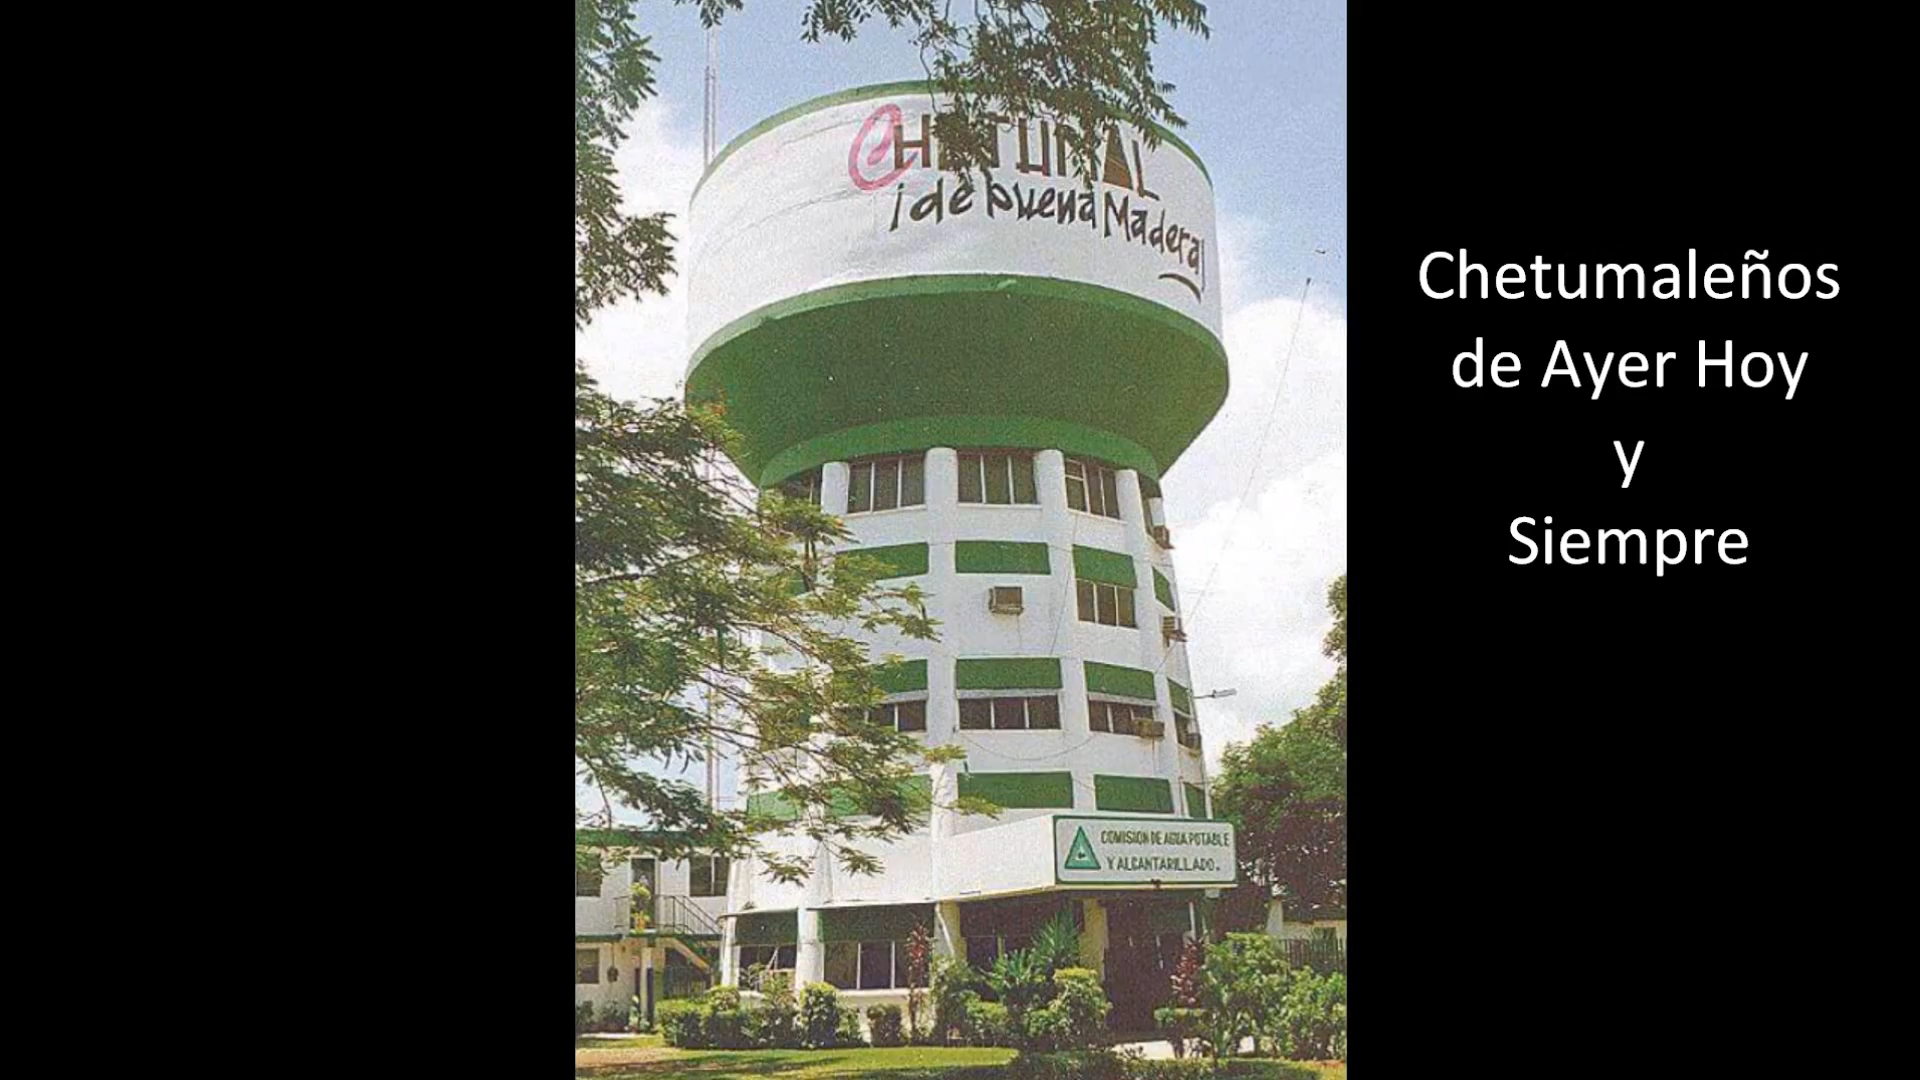 CHETUMAL
¡de buena Madera!
COMISION DE AGUA POTABLE
Y ALCANTARILLADO.
Chetumaleños
de Ayer Hoy
y
Siempre